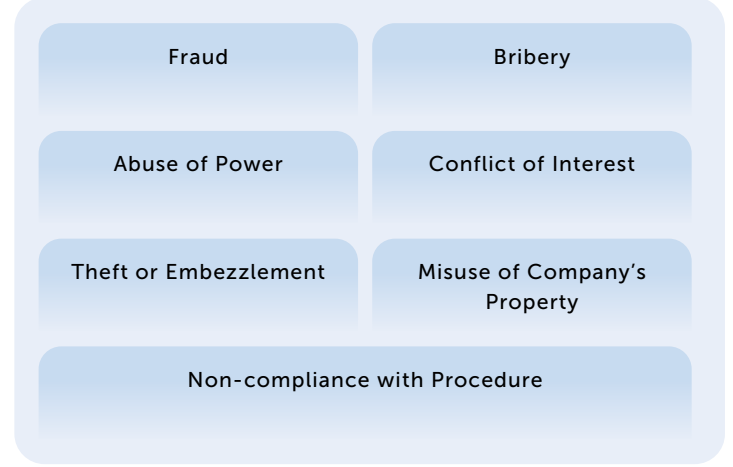 Fraud
Bribery
Abuse of Power
Conflict of Interest
Theft or Embezzlement
Misuse of Company’s
Property
Non-compliance with Procedure